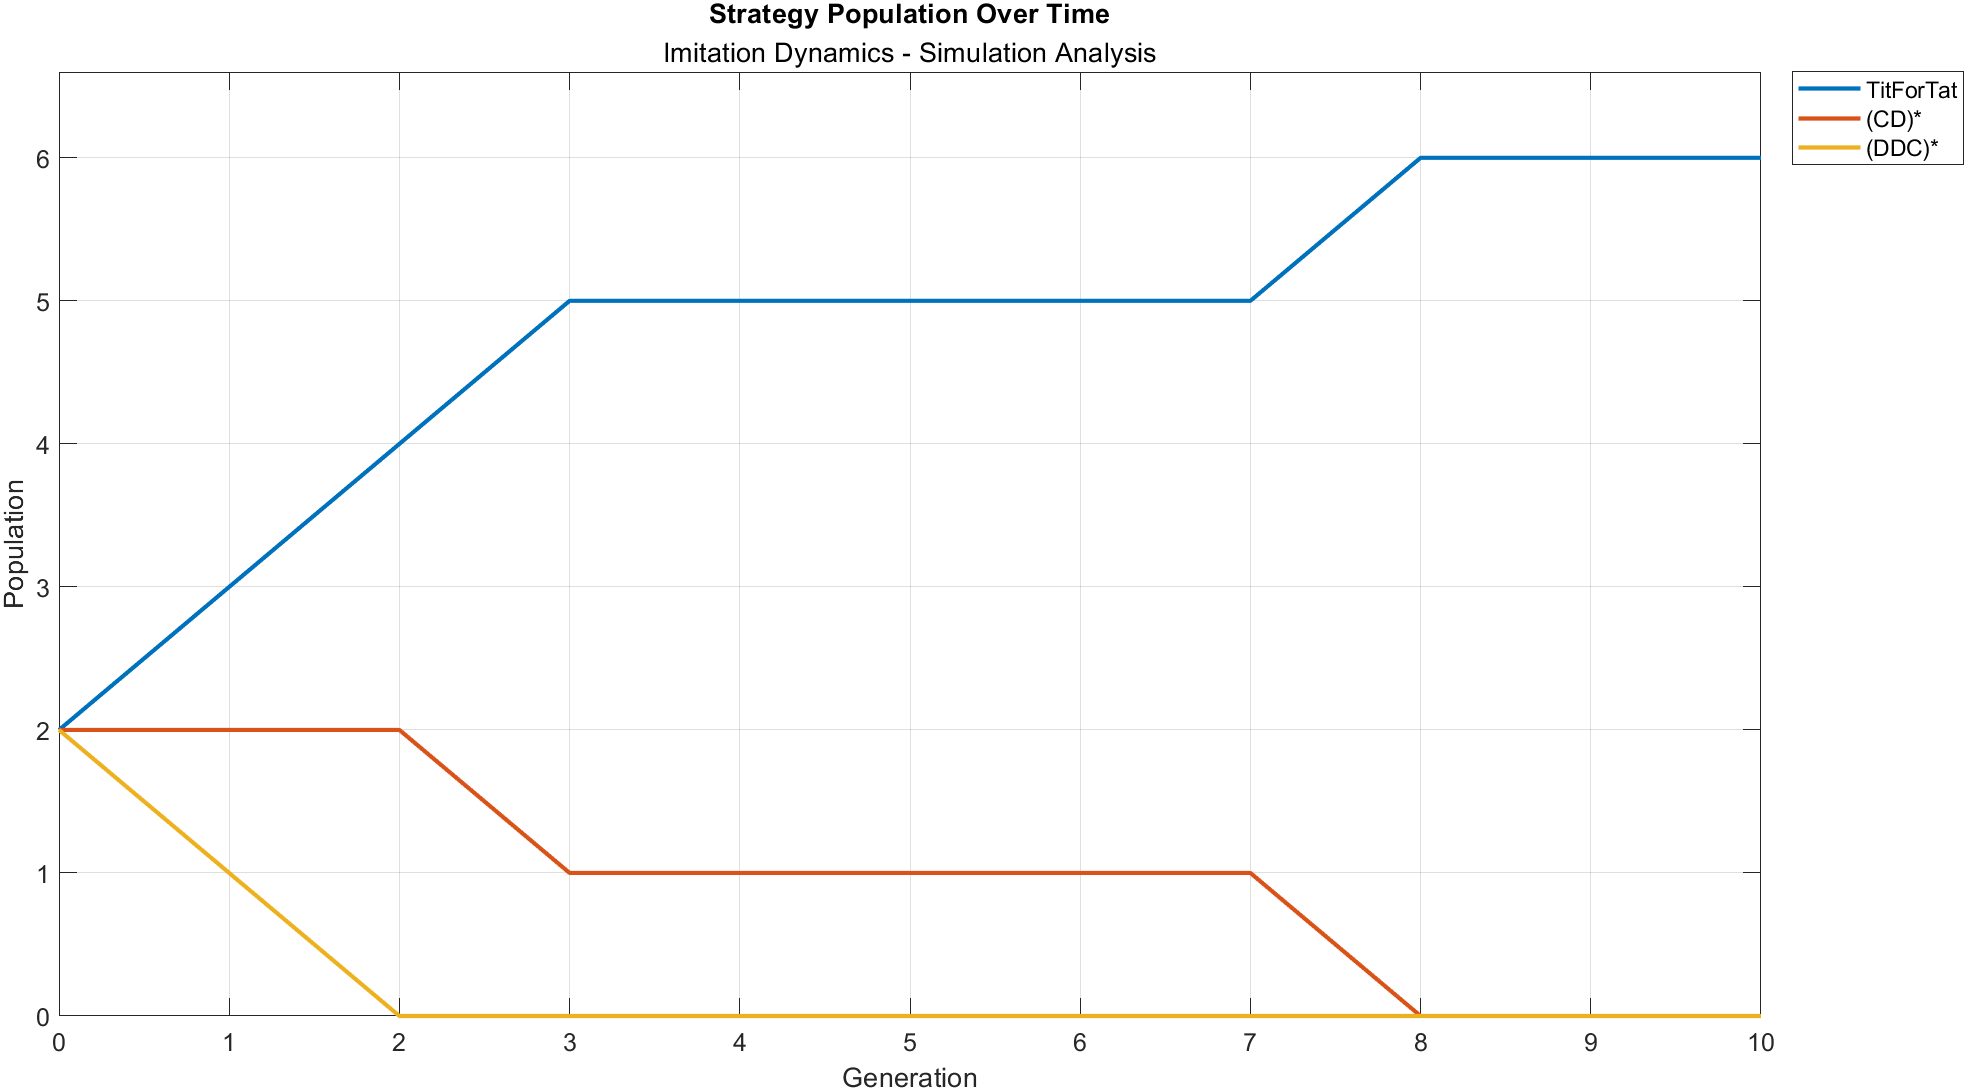 Strategy Population Over Time
Imitation Dynamics - Simulation Analysis
TitForTat
(CD)*
(DDC)*
6
5
4
3
2
1
0
Population
0 1 2 3 4 5 6 7 8 9 10
Generation